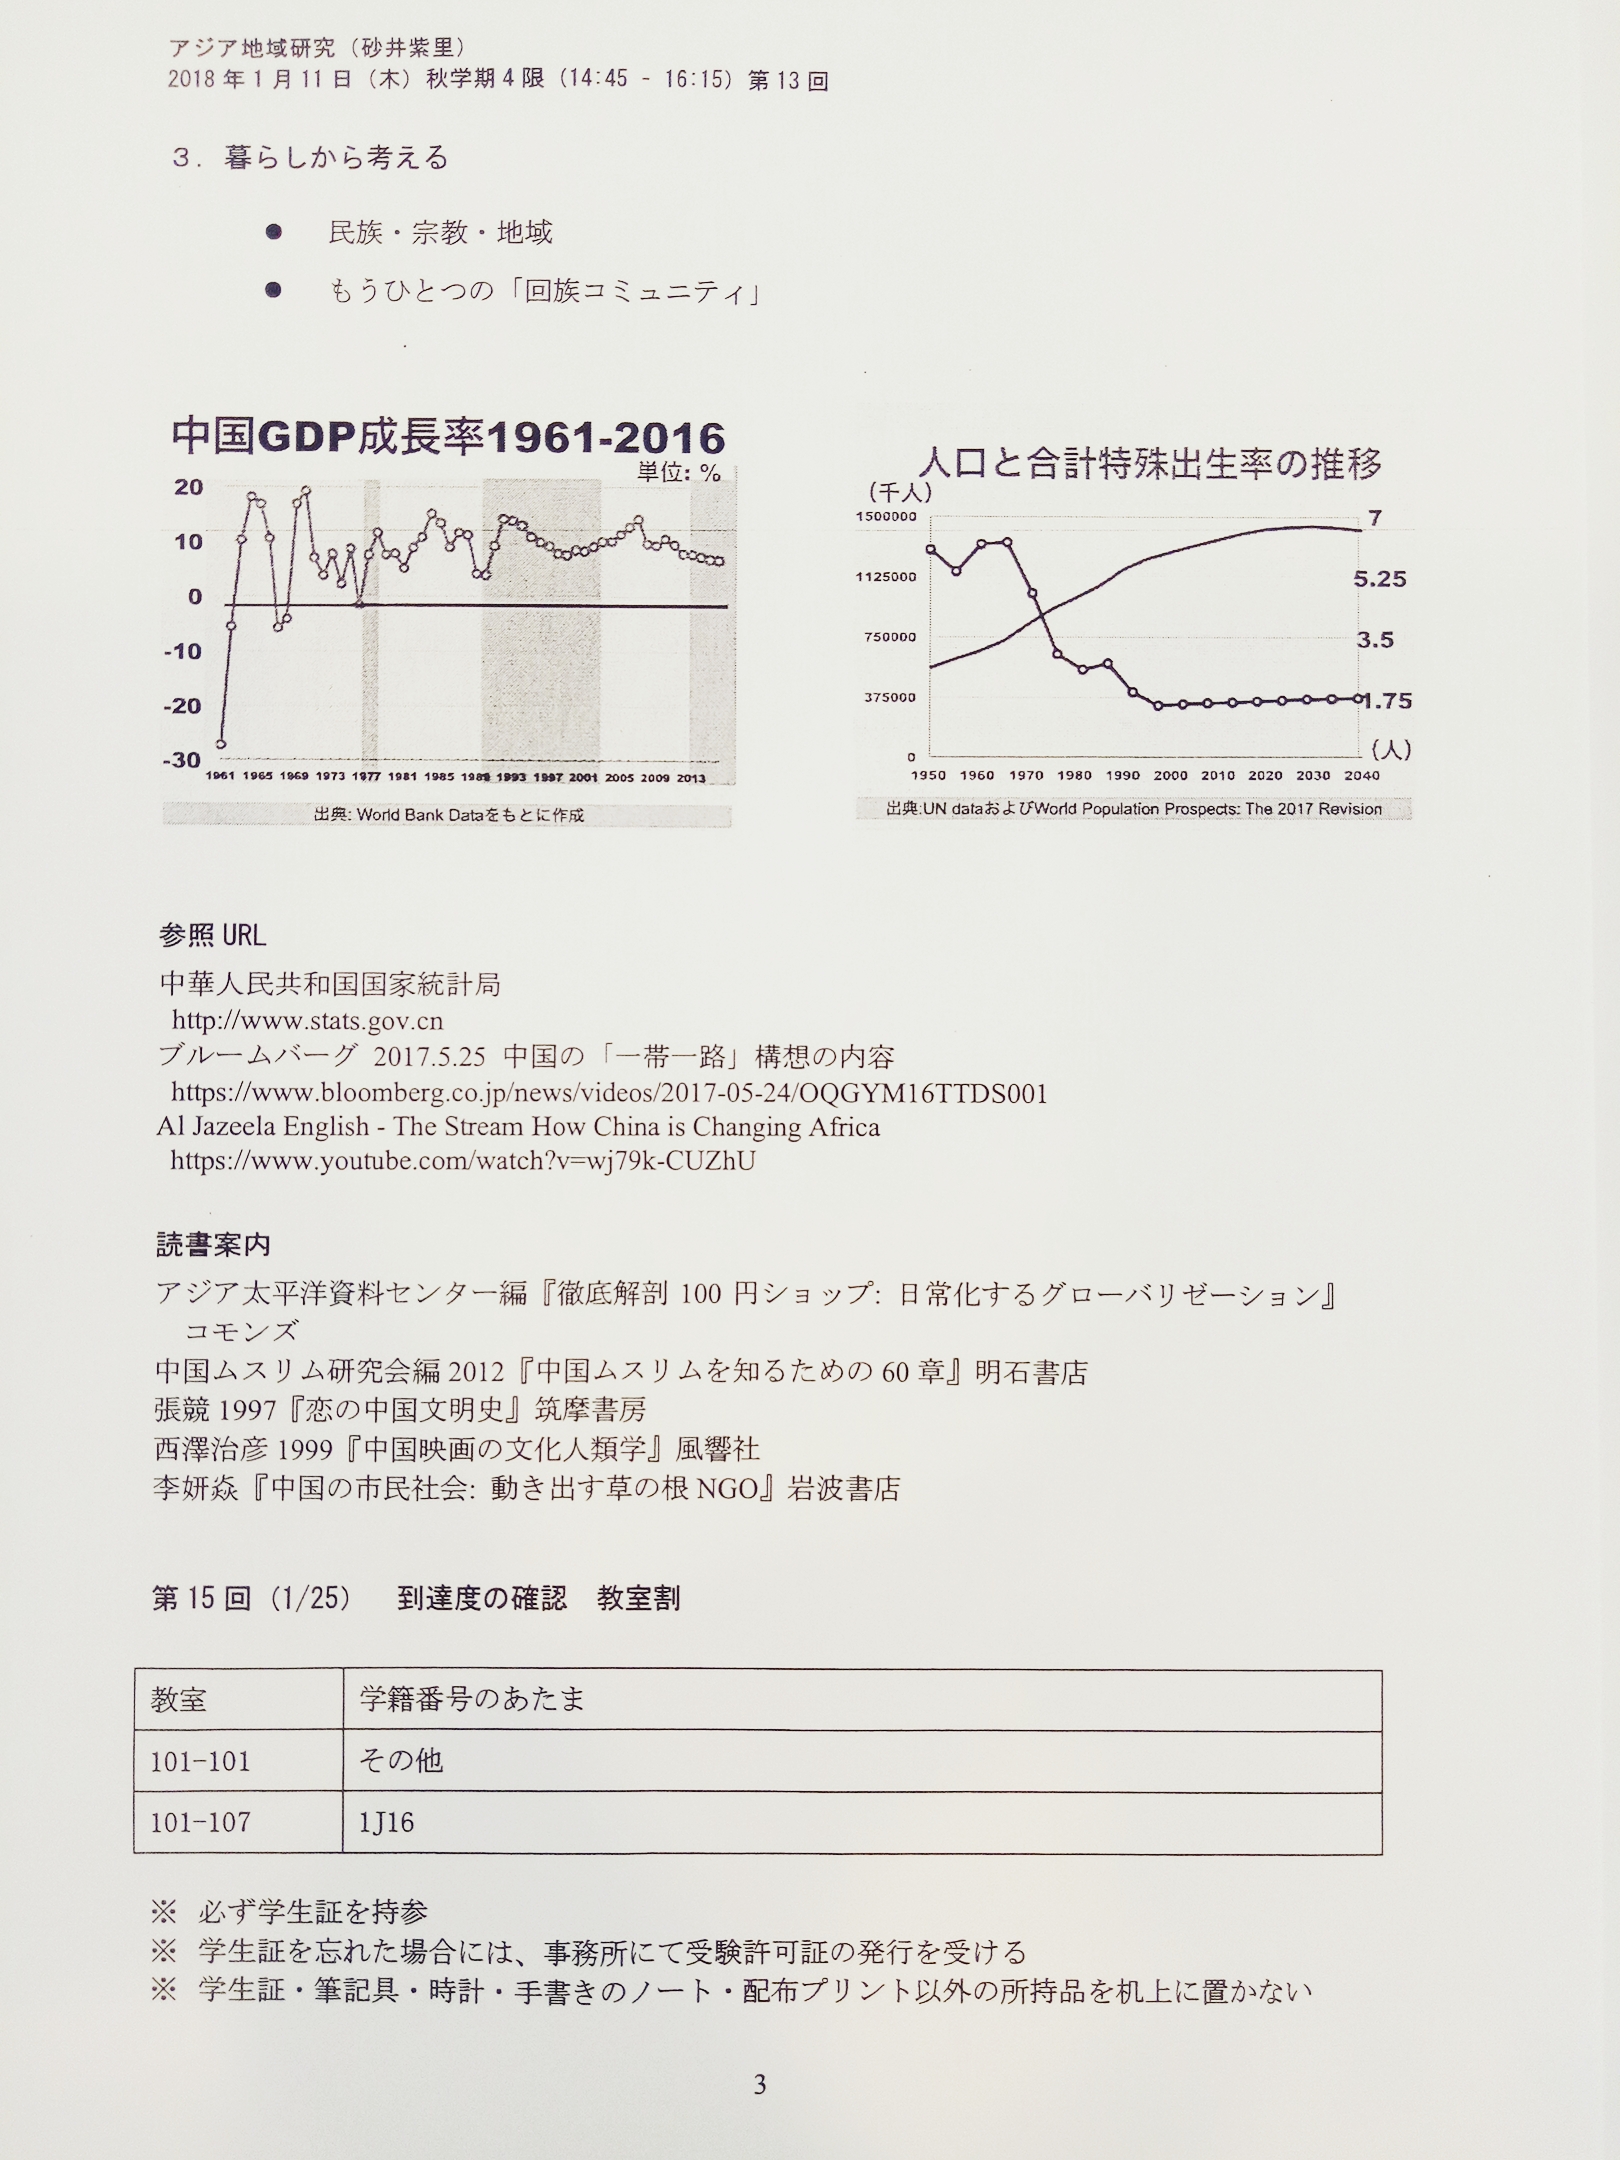 アジア地域研究（砂井紫里）
2018年1月11日（木）秋学期4限（14:45 - 16:15）第13回
３．暮らしから考える
● 民族・宗教・地域
● もうひとつの「回族コミュニティ」
中国GDP成長率1961-2016
単位: %
20
10
0
-10
-20
-30
1961 1965 1969 1973 1977 1981 1985 1989 1993 1997 2001 2005 2009 2013
出典: World Bank Dataをもとに作成
人口と合計特殊出生率の推移
（千人）
1500000 7
1125000 5.25
750000 3.5
375000 1.75
0 （人）
1950 1960 1970 1980 1990 2000 2010 2020 2030 2040
出典:UN dataおよびWorld Population Prospects: The 2017 Revision
参照 URL
中華人民共和国国家統計局
http://www.stats.gov.cn
ブルームバーグ 2017.5.25 中国の「一帯一路」構想の内容
https://www.bloomberg.co.jp/news/videos/2017-05-24/OQGYM16TTDS001
Al Jazeela English - The Stream How China is Changing Africa
https://www.youtube.com/watch?v=wj79k-CUZhU
読書案内
アジア太平洋資料センター編『徹底解剖 100 円ショップ: 日常化するグローバリゼーション』
コモンズ
中国ムスリム研究会編 2012『中国ムスリムを知るための 60 章』明石書店
張競 1997『恋の中国文明史』筑摩書房
西澤治彦 1999『中国映画の文化人類学』風響社
李妍焱『中国の市民社会: 動き出す草の根 NGO』岩波書店
第15回（1/25） 到達度の確認 教室割
教室 学籍番号のあたま
101-101 その他
101-107 1J16
※ 必ず学生証を持参
※ 学生証を忘れた場合には、事務所にて受験許可証の発行を受ける
※ 学生証・筆記具・時計・手書きのノート・配布プリント以外の所持品を机上に置かない
3